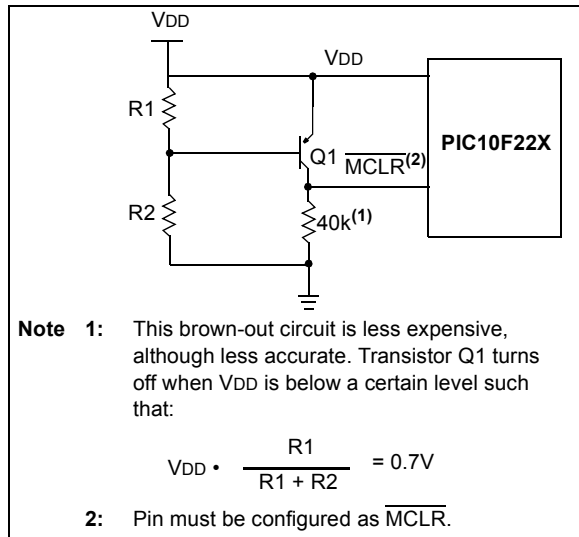 VDD
VDD
R1
Q1
MCLR(2)
PIC10F22X
R2
40k(1)
Note 1: This brown-out circuit is less expensive,
although less accurate. Transistor Q1 turns
off when VDD is below a certain level such
that:
VDD • R1 / R1 + R2 = 0.7V
2: Pin must be configured as MCLR.